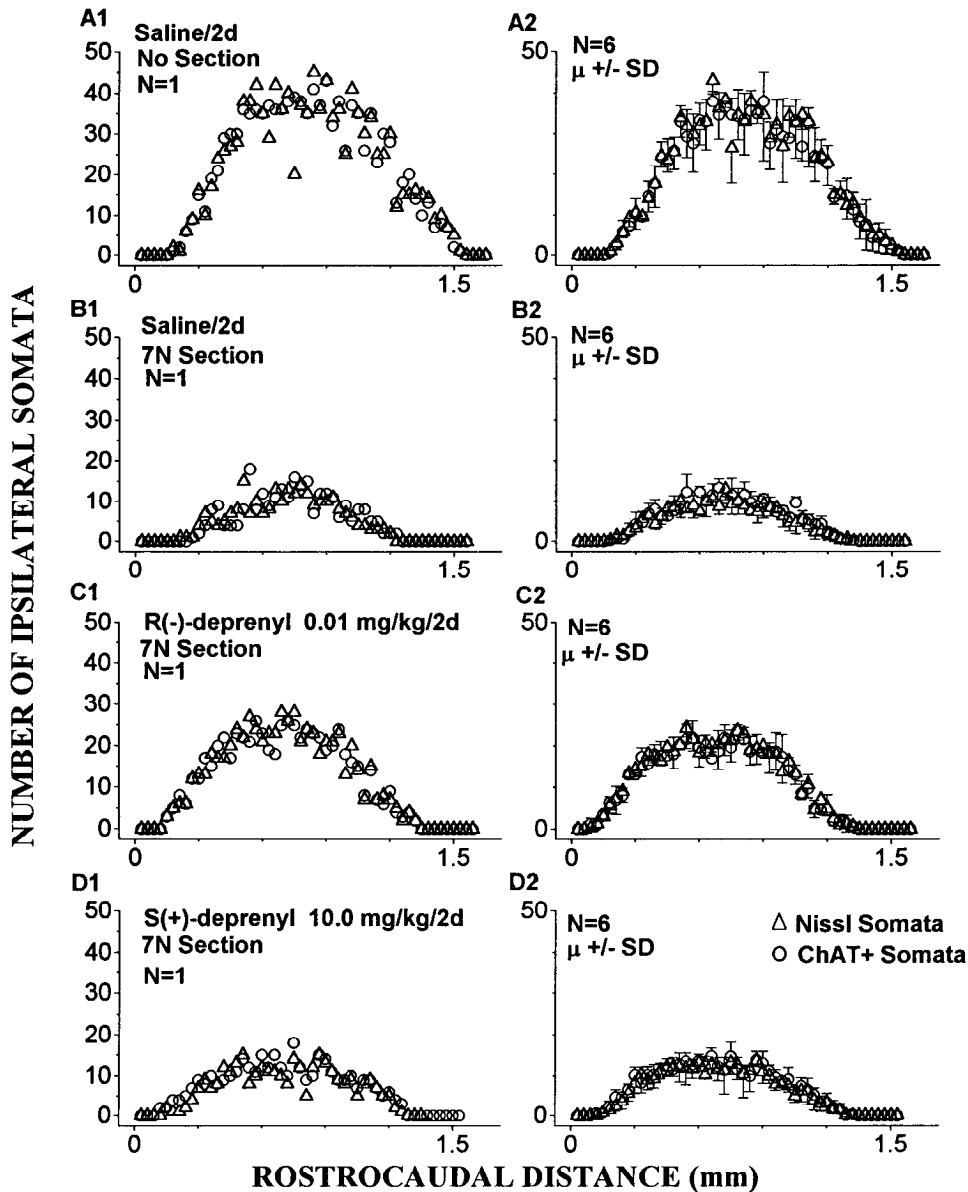 A1
Saline/2d
No Section
N=1
50
40
30
20
10
0
0
1.5
A2
N=6
μ +/- SD
50
0
0
1.5
B1
Saline/2d
7N Section
N=1
50
40
30
20
10
0
0
1.5
B2
N=6
μ +/- SD
50
0
0
1.5
C1
R(-)-deprenyl 0.01 mg/kg/2d
7N Section
N=1
50
40
30
20
10
0
0
1.5
C2
N=6
μ +/- SD
50
0
0
1.5
D1
S(+)-deprenyl 10.0 mg/kg/2d
7N Section
N=1
50
40
30
20
10
0
0
1.5
D2
N=6
μ +/- SD
Nissl Somata
ChAT+ Somata
50
0
0
1.5
NUMBER OF IPSILATERAL SOMATA
ROSTROCAUDAL DISTANCE (mm)